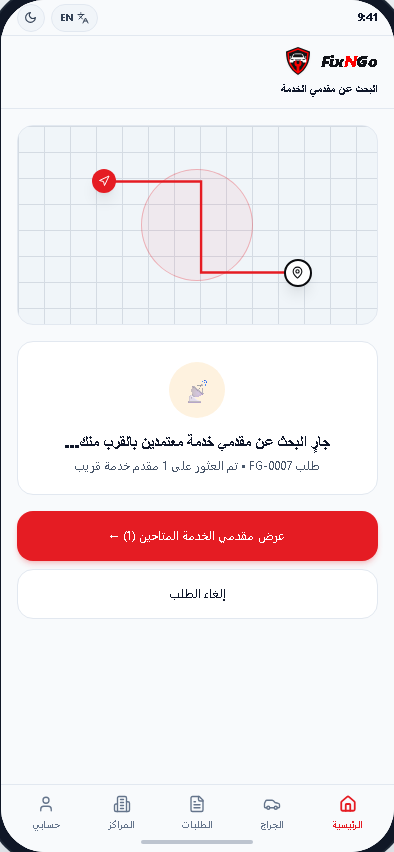 9:41
EN
FixNGo
البحث عن مقدمي الخدمة
جارٍ البحث عن مقدمي خدمة معتمدين بالقرب منك...
طلب FG-0007 • تم العثور على 1 مقدم خدمة قريب
عرض مقدمي الخدمة المتاحين (1) ←
إلغاء الطلب
الرئيسية
الجراج
الطلبات
المراكز
حسابي